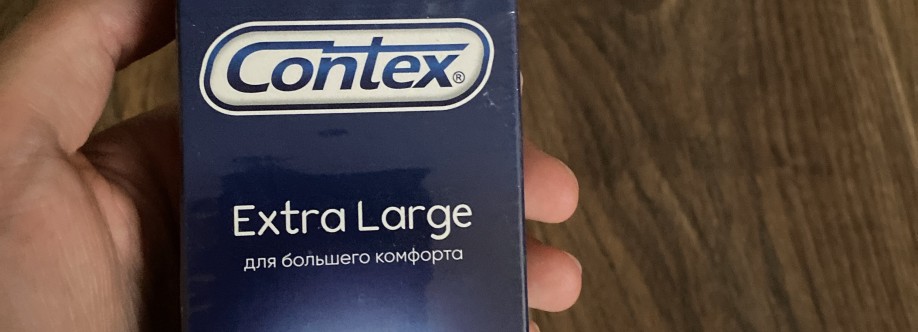 Contex®
Extra Large
для большего комфорта